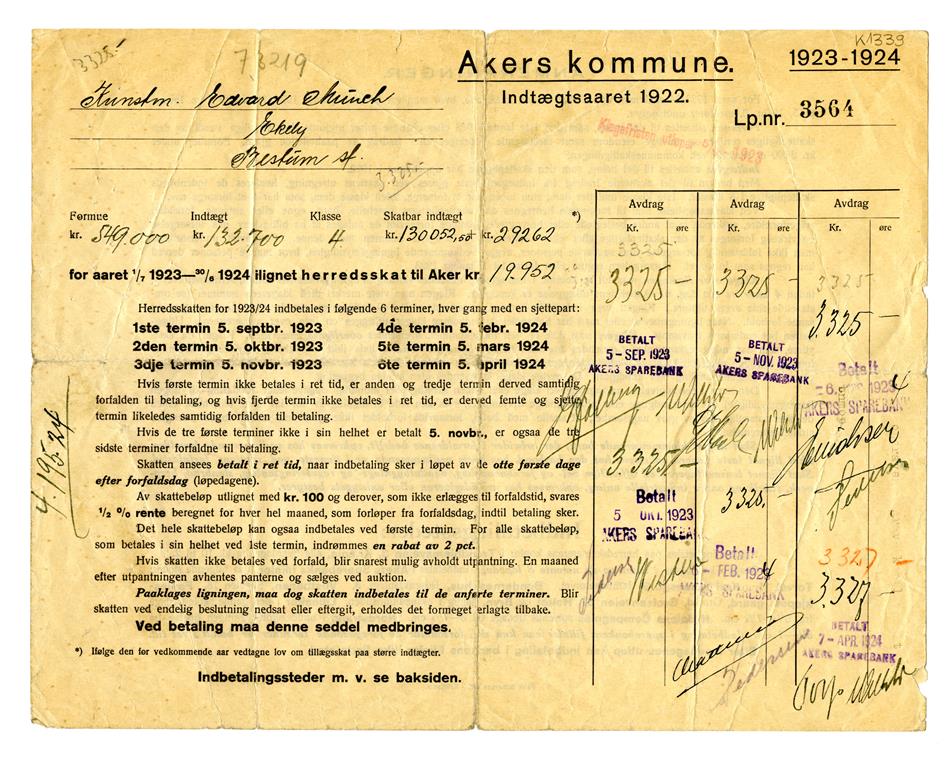 3325.-
73219
K1339
Akers kommune.
1923-1924
Indtægtsaaret 1922.
Lp.nr. 3564
Kunstm. Edvard Munch
Ekely
Bestum st.
3.325.-
Klagefristen utløper 1923
Formue
Indtægt
Klasse
Skatbar indtægt
*)
kr. 549.000
kr. 132.700
4
kr. 130052,50 + kr. 29262
for aaret 1/7 1923—30/6 1924 ilignet herredsskat til Aker kr 19.952
Herredsskatten for 1923/24 indbetales i følgende 6 terminer, hver gang med en sjettepart:
1ste termin 5. septbr. 1923
4de termin 5. febr. 1924
2den termin 5. oktbr. 1923
5te termin 5. mars 1924
3dje termin 5. novbr. 1923
6te termin 5. april 1924
Hvis første termin ikke betales i ret tid, er anden og tredje termin derved samtidig
forfalden til betaling, og hvis fjerde termin ikke betales i ret tid, er derved femte og sjette
termin likeledes samtidig forfalden til betaling.
Hvis de tre første terminer ikke i sin helhet er betalt 5. novbr., er ogsaa de tre
sidste terminer forfaldne til betaling.
Skatten ansees betalt i ret tid, naar indbetaling sker i løpet av de otte første dage
efter forfaldsdag (løpedagene).
Av skattebeløp utlignet med kr. 100 og derover, som ikke erlægges til forfaldstid, svares
1/2 % rente beregnet for hver hel maaned, som forløper fra forfaldsdag, indtil betaling sker.
Det hele skattebeløp kan ogsaa indbetales ved første termin. For alle skattebeløp,
som betales i sin helhet ved 1ste termin, indrømmes en rabat av 2 pct.
Hvis skatten ikke betales ved forfald, blir snarest mulig avholdt utpantning. En maaned
efter utpantningen avhentes panterne og sælges ved auktion.
Paaklages ligningen, maa dog skatten indbetales til de anførte terminer. Blir
skatten ved endelig beslutning nedsat eller eftergit, erholdes det formeget erlagte tilbake.
Ved betaling maa denne seddel medbringes.
*) Ifølge den for vedkommende aar vedtagne lov om tillægsskat paa større indtægter.
Indbetalingssteder m. v. se baksiden.
4.195.24
Avdrag
Avdrag
Avdrag
Kr. øre
Kr. øre
Kr. øre
3325
3325 -
BETALT
5 - SEP. 1923
AKERS SPAREBANK
3.325.-
Betalt
5 OKT. 1923
AKERS SPAREBANK
3325 -
BETALT
5 - NOV. 1923
AKERS SPAREBANK
3325.-
Betalt
- FEB. 1924
AKERS SPAREBANK
Pedersen
3325
3.325 -
Betalt
- 6. 1924
AKERS SPAREBANK
3327 -
3.327 -
BETALT
7 - APR. 1924
AKERS SPAREBANK